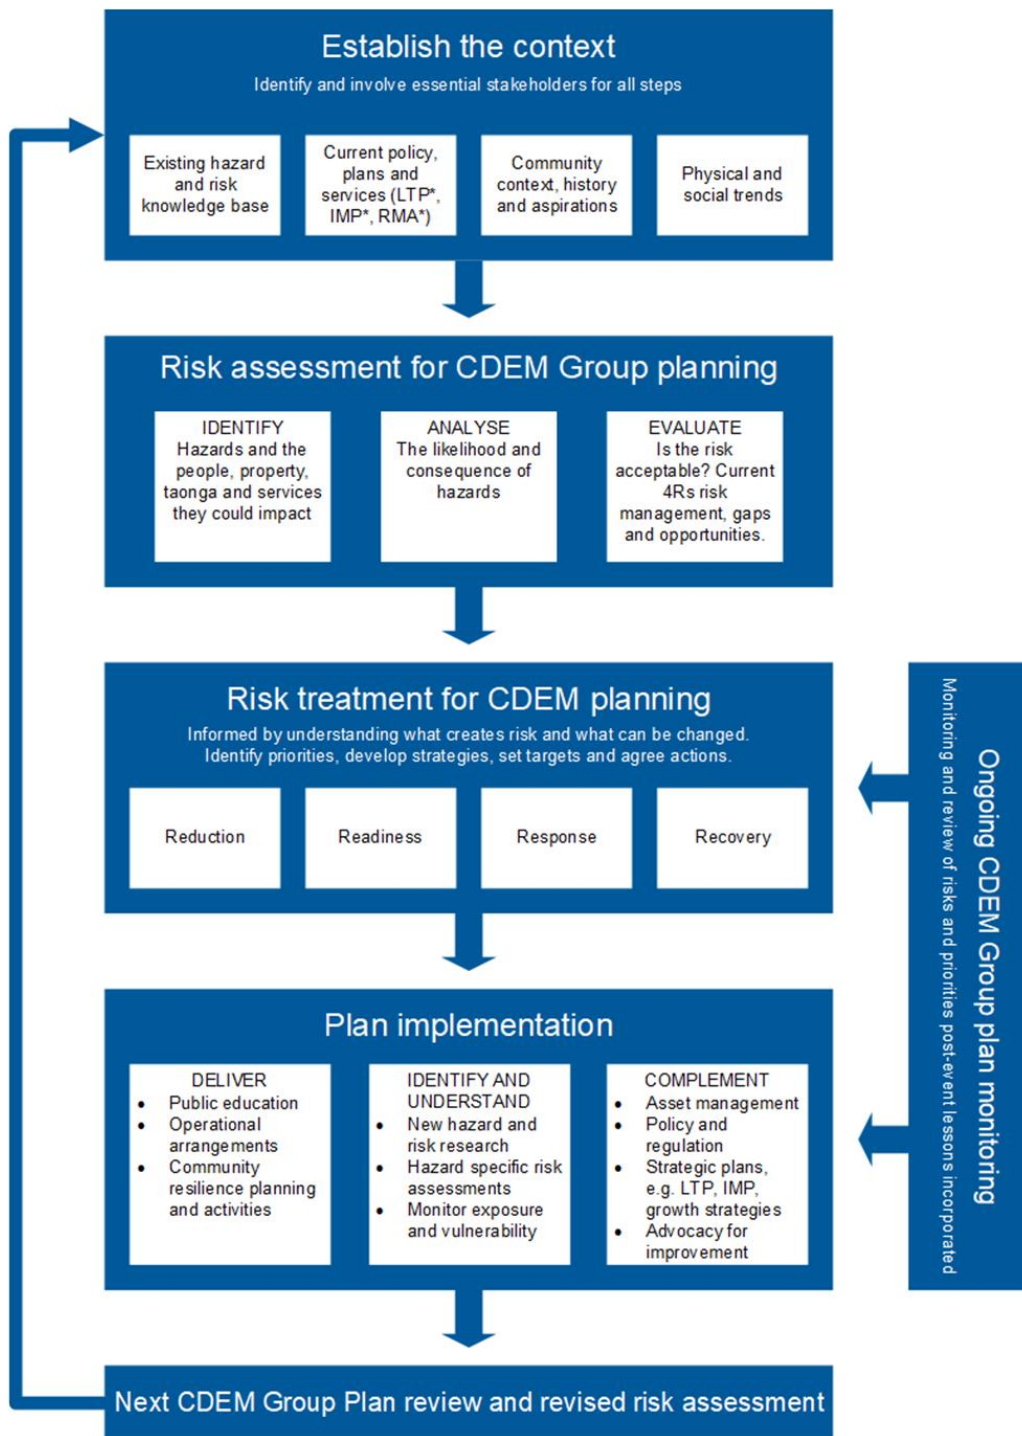 Establish the context
Identify and involve essential stakeholders for all steps
Existing hazard
and risk
knowledge base
Current policy,
plans and
services (LTP*,
IMP*, RMA*)
Community
context, history
and aspirations
Physical and
social trends
Risk assessment for CDEM Group planning
IDENTIFY
Hazards and the
people, property,
taonga and services
they could impact
ANALYSE
The likelihood and
consequence of
hazards
EVALUATE
Is the risk
acceptable? Current
4Rs risk
management, gaps
and opportunities.
Risk treatment for CDEM planning
Informed by understanding what creates risk and what can be changed.
Identify priorities, develop strategies, set targets and agree actions.
Reduction
Readiness
Response
Recovery
Plan implementation
DELIVER
• Public education
• Operational
arrangements
• Community
resilience planning
and activities
IDENTIFY AND
UNDERSTAND
• New hazard and
risk research
• Hazard specific risk
assessments
• Monitor exposure
and vulnerability
COMPLEMENT
• Asset management
• Policy and
regulation
• Strategic plans,
e.g. LTP, IMP,
growth strategies
• Advocacy for
improvement
Ongoing CDEM Group plan monitoring
Monitoring and review of risks and priorities post-event lessons incorporated
Next CDEM Group Plan review and revised risk assessment